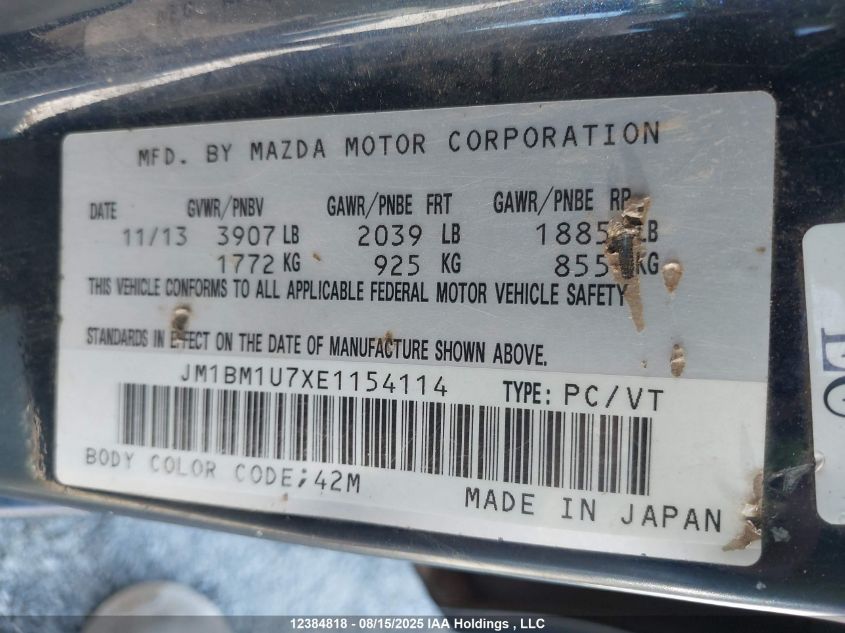 MFD. BY MAZDA MOTOR CORPORATION
DATE GVWR/PNBV GAWR/PNBE FRT GAWR/PNBE RR
11/13 3907 LB 2039 LB 1885 LB
1772 KG 925 KG 855 KG
THIS VEHICLE CONFORMS TO ALL APPLICABLE FEDERAL MOTOR VEHICLE SAFETY
STANDARDS IN EFFECT ON THE DATE OF MANUFACTURE SHOWN ABOVE.
JM1BM1U7XE1154114 TYPE: PC/VT
BODY COLOR CODE;42M
MADE IN JAPAN
12384818 - 08/15/2025 IAA Holdings , LLC